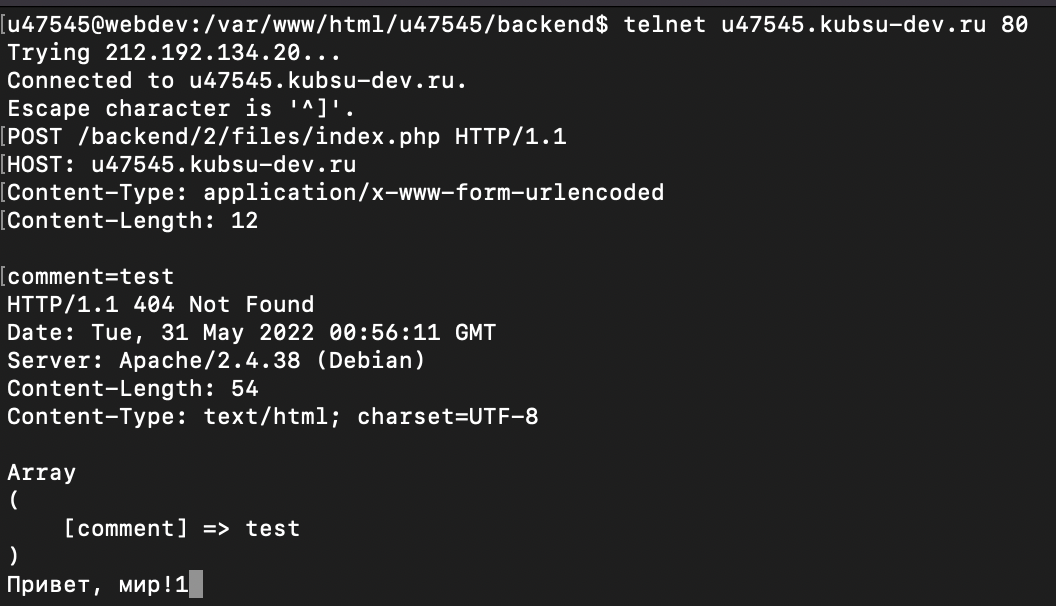 [u47545@webdev:/var/www/html/u47545/backend$ telnet u47545.kubsu-dev.ru 80
Trying 212.192.134.20...
Connected to u47545.kubsu-dev.ru.
Escape character is '^]'.
[POST /backend/2/files/index.php HTTP/1.1
[HOST: u47545.kubsu-dev.ru
[Content-Type: application/x-www-form-urlencoded
[Content-Length: 12
[comment=test
HTTP/1.1 404 Not Found
Date: Tue, 31 May 2022 00:56:11 GMT
Server: Apache/2.4.38 (Debian)
Content-Length: 54
Content-Type: text/html; charset=UTF-8
Array
(
    [comment] => test
)
Привет, мир!1